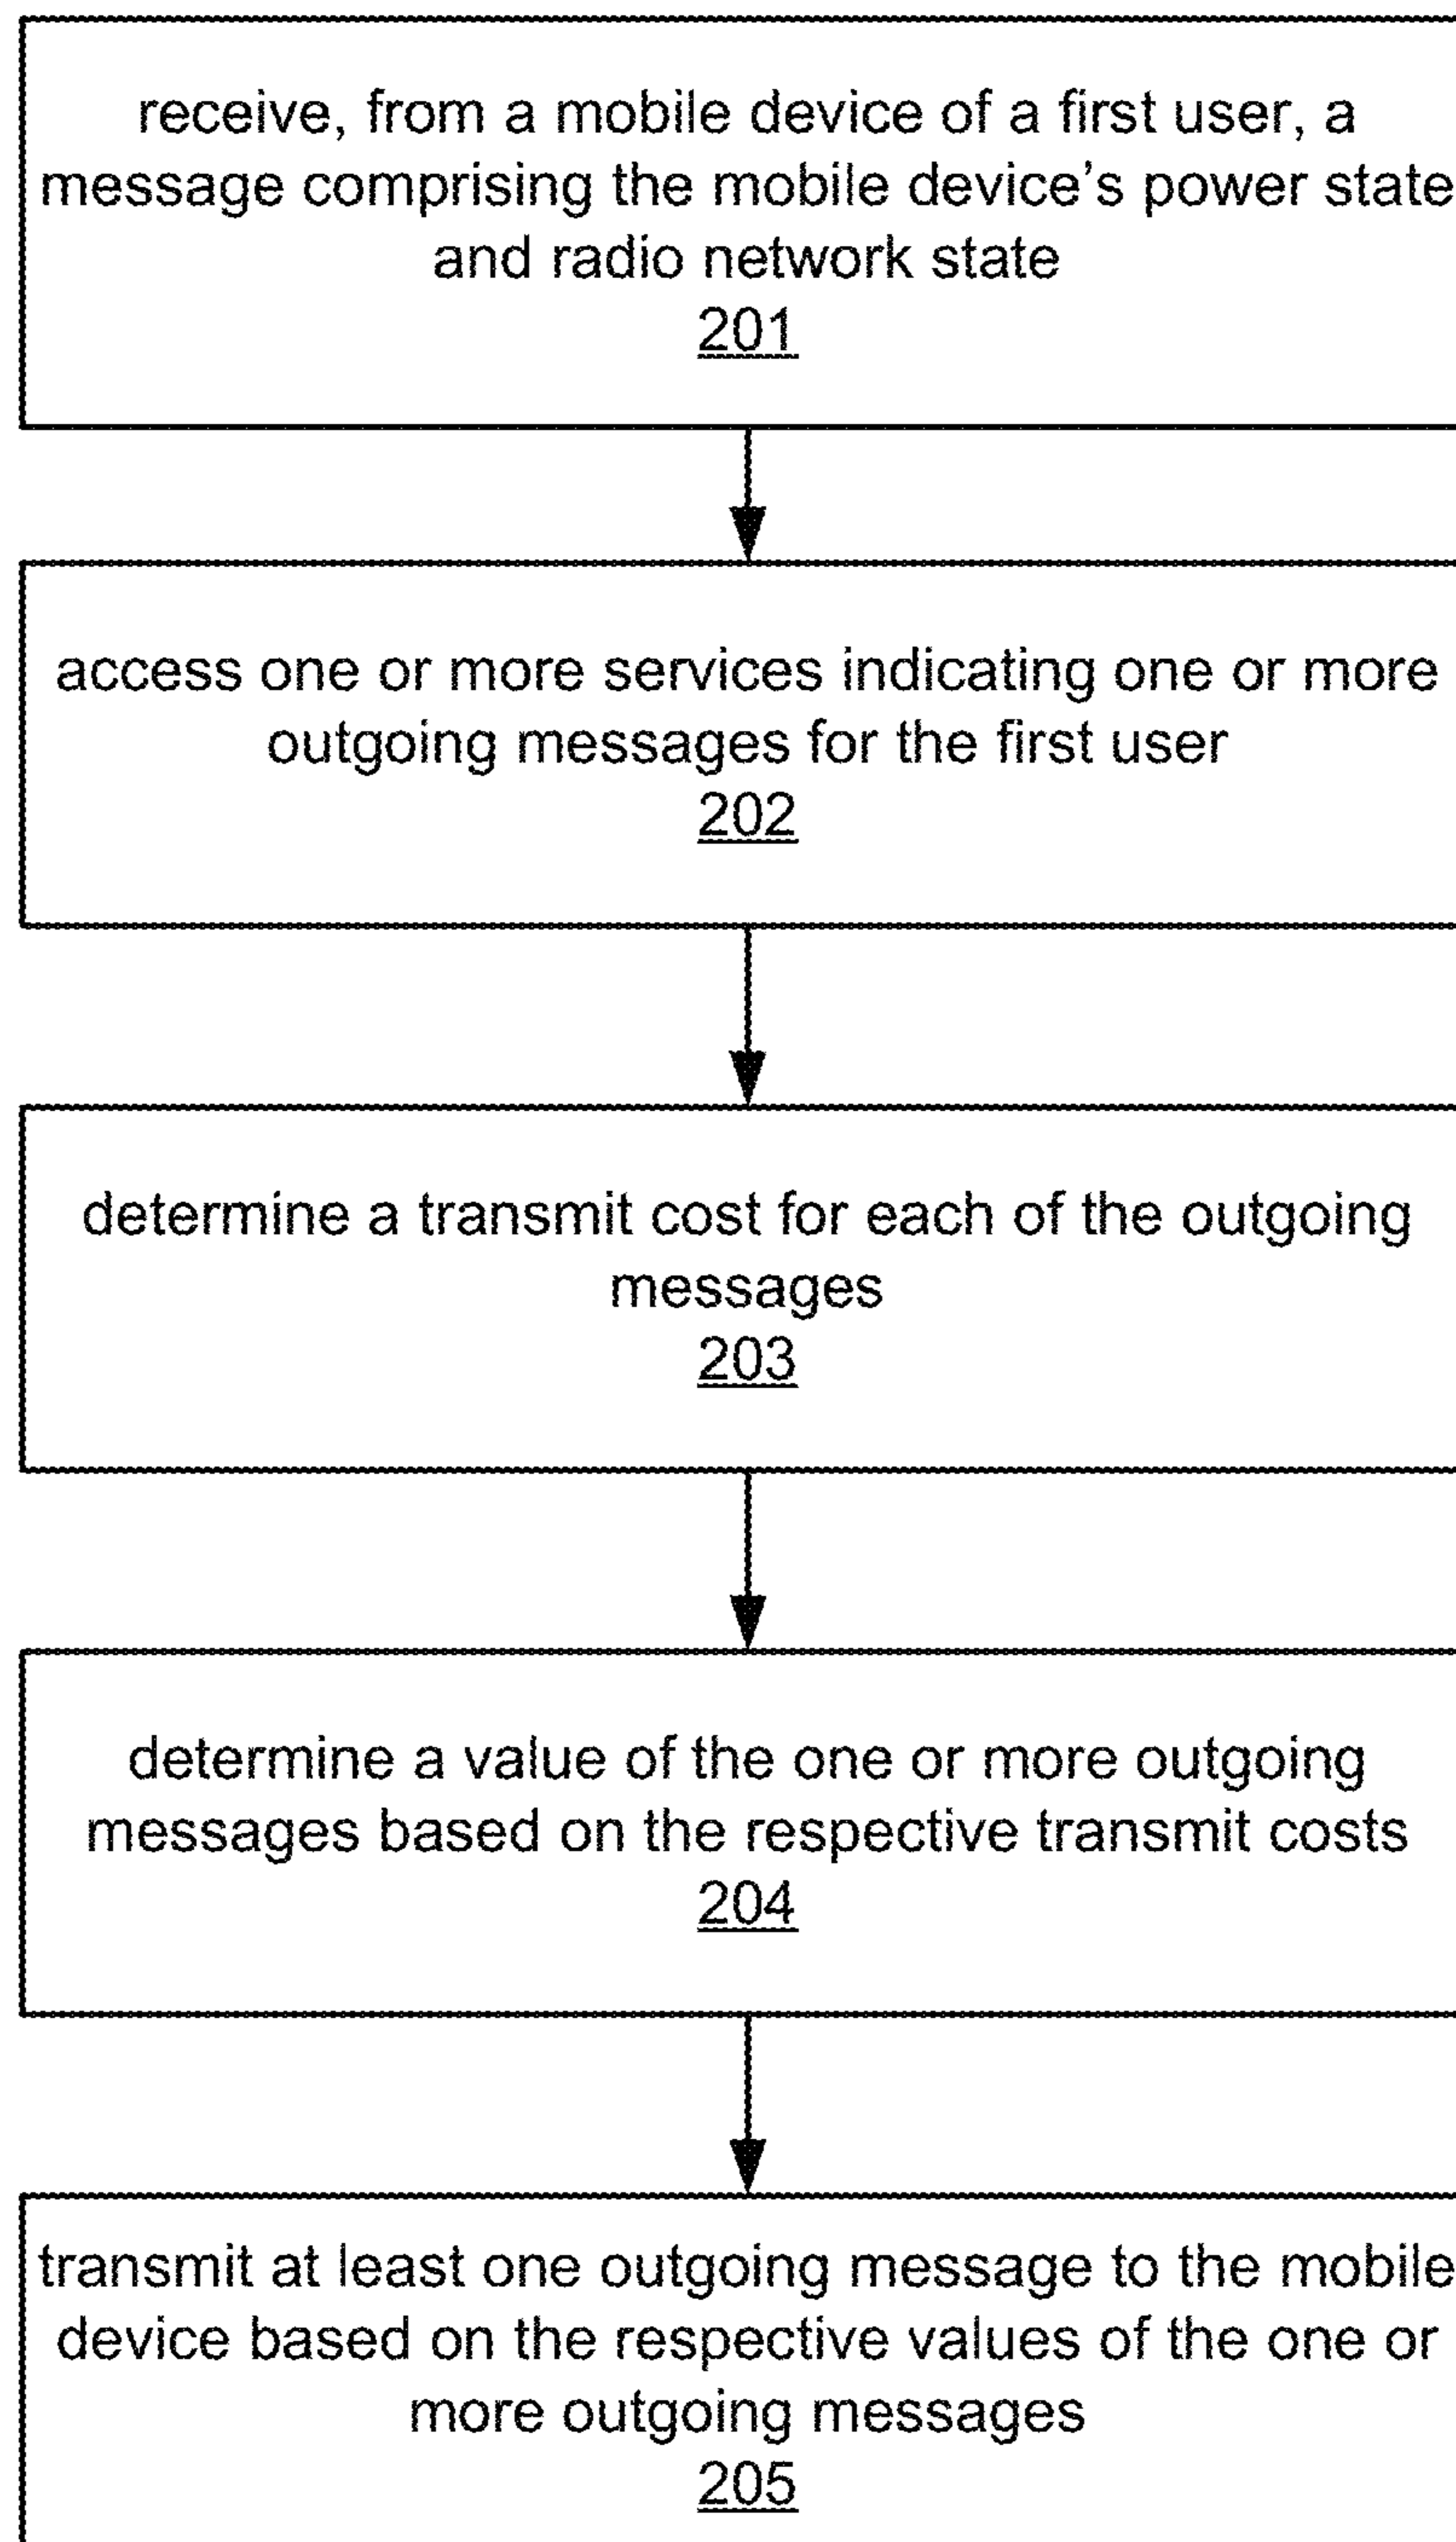 receive, from a mobile device of a first user, a
message comprising the mobile device's power state
and radio network state
201
access one or more services indicating one or more
outgoing messages for the first user
202
determine a transmit cost for each of the outgoing
messages
203
determine a value of the one or more outgoing
messages based on the respective transmit costs
204
transmit at least one outgoing message to the mobile
device based on the respective values of the one or
more outgoing messages
205